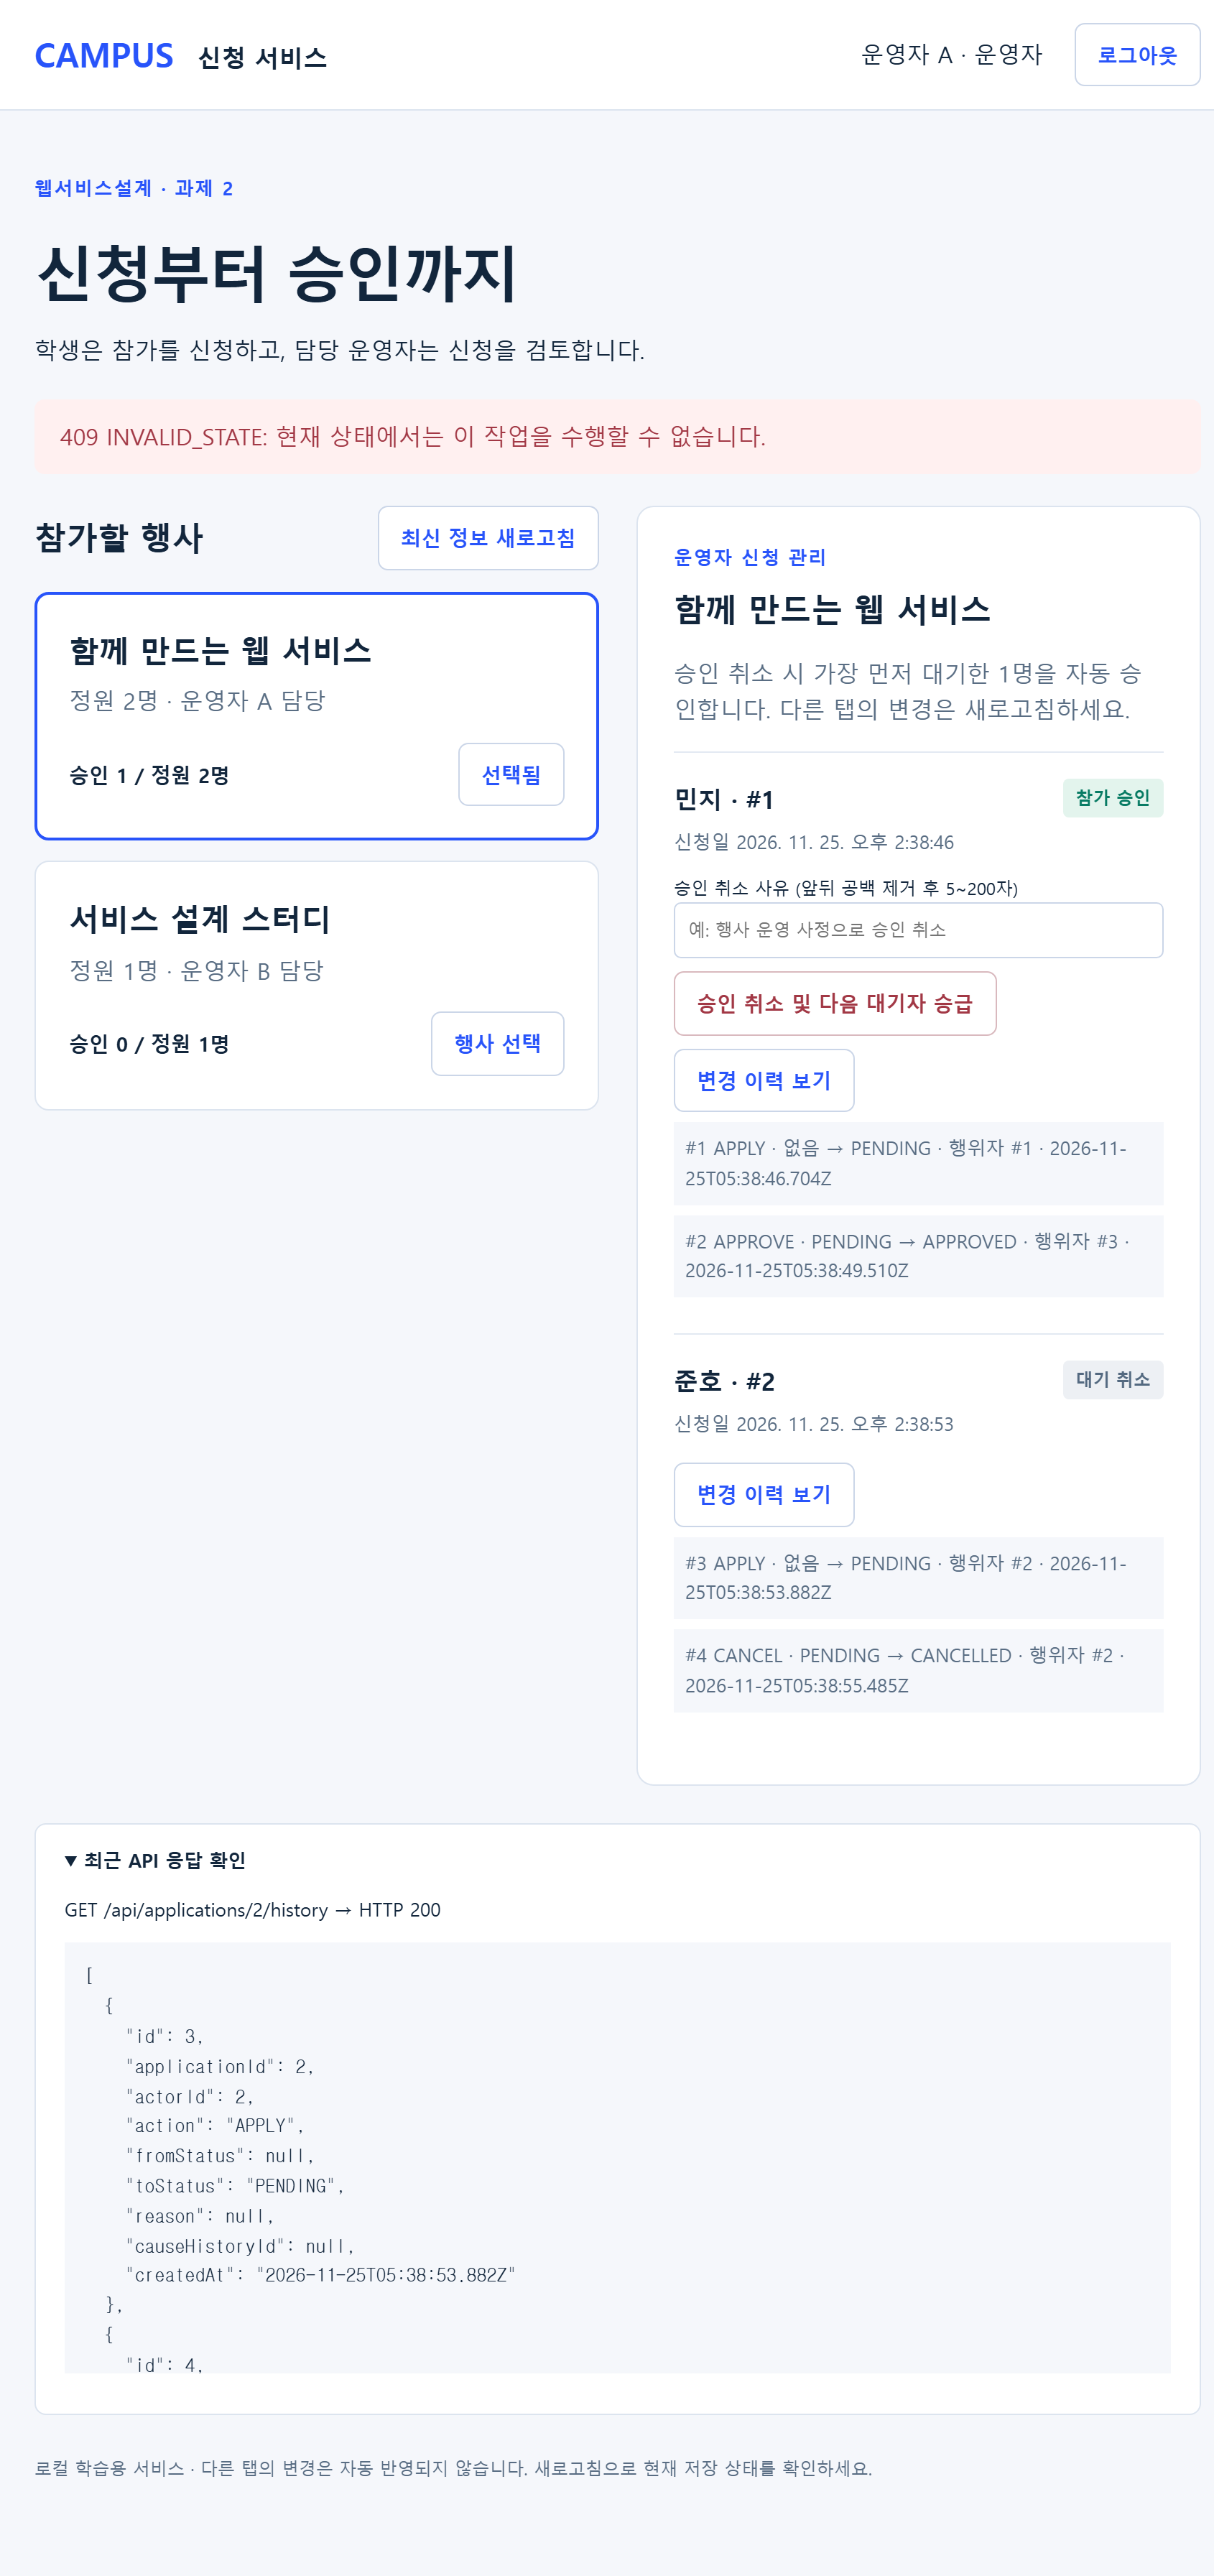 CAMPUS 신청 서비스
운영자 A · 운영자
로그아웃
웹서비스설계 · 과제 2
신청부터 승인까지
학생은 참가를 신청하고, 담당 운영자는 신청을 검토합니다.
409 INVALID_STATE: 현재 상태에서는 이 작업을 수행할 수 없습니다.
참가할 행사
최신 정보 새로고침
함께 만드는 웹 서비스
정원 2명 · 운영자 A 담당
승인 1 / 정원 2명
선택됨
서비스 설계 스터디
정원 1명 · 운영자 B 담당
승인 0 / 정원 1명
행사 선택
운영자 신청 관리
함께 만드는 웹 서비스
승인 취소 시 가장 먼저 대기한 1명을 자동 승
인합니다. 다른 탭의 변경은 새로고침하세요.
민지 · #1
참가 승인
신청일 2026. 11. 25. 오후 2:38:46
승인 취소 사유 (앞뒤 공백 제거 후 5~200자)
예: 행사 운영 사정으로 승인 취소
승인 취소 및 다음 대기자 승급
변경 이력 보기
#1 APPLY · 없음 → PENDING · 행위자 #1 · 2026-11-
25T05:38:46.704Z
#2 APPROVE · PENDING → APPROVED · 행위자 #3 ·
2026-11-25T05:38:49.510Z
준호 · #2
대기 취소
신청일 2026. 11. 25. 오후 2:38:53
변경 이력 보기
#3 APPLY · 없음 → PENDING · 행위자 #2 · 2026-11-
25T05:38:53.882Z
#4 CANCEL · PENDING → CANCELLED · 행위자 #2 ·
2026-11-25T05:38:55.485Z
▼ 최근 API 응답 확인
GET /api/applications/2/history → HTTP 200
[
  {
    "id": 3,
    "applicationId": 2,
    "actorId": 2,
    "action": "APPLY",
    "fromStatus": null,
    "toStatus": "PENDING",
    "reason": null,
    "causeHistoryId": null,
    "createdAt": "2026-11-25T05:38:53.882Z"
  },
  {
    "id": 4,
로컬 학습용 서비스 · 다른 탭의 변경은 자동 반영되지 않습니다. 새로고침으로 현재 저장 상태를 확인하세요.